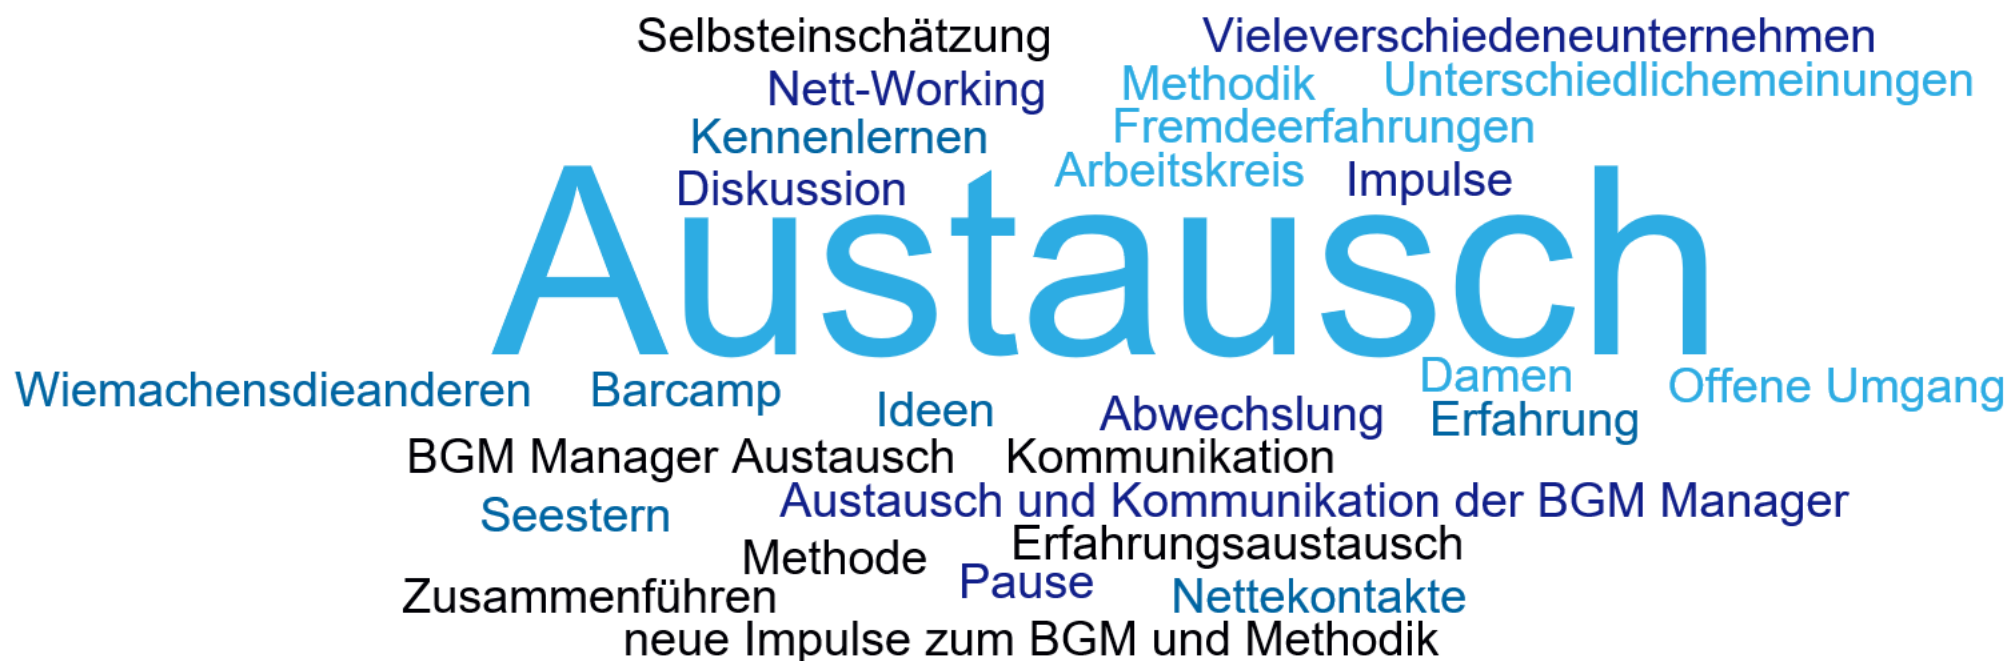 Selbsteinschätzung
Vieleverschiedeneunternehmen
Nett-Working
Methodik
Unterschiedlichemeinungen
Kennenlernen
Fremdeerfahrungen
Diskussion
Arbeitskreis
Impulse
Austausch
Wiemachensdieanderen
Barcamp
Ideen
Abwechslung
Damen
Erfahrung
Offene Umgang
BGM Manager Austausch
Kommunikation
Seestern
Austausch und Kommunikation der BGM Manager
Methode
Erfahrungsaustausch
Zusammenführen
Pause
Nettekontakte
neue Impulse zum BGM und Methodik